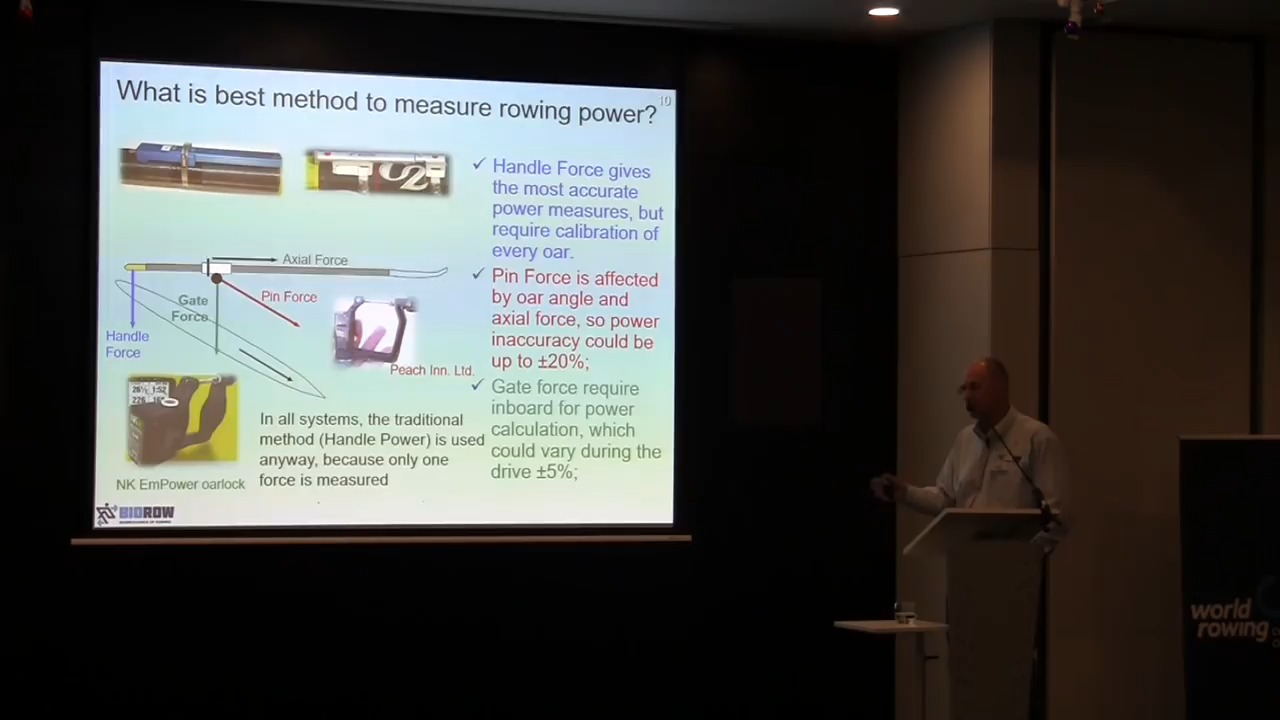 What is best method to measure rowing power?
10
Handle Force gives
the most accurate
power measures, but
require calibration of
every oar.
Pin Force is affected
by oar angle and
axial force, so power
inaccuracy could be
up to ±20%;
Gate force require
inboard for power
calculation, which
could vary during the
drive ±5%;
Axial Force
Pin Force
Gate
Force
Handle
Force
Peach Inn. Ltd.
In all systems, the traditional
method (Handle Power) is used
anyway, because only one
force is measured
NK EmPower oarlock
BIOROW
world
rowing